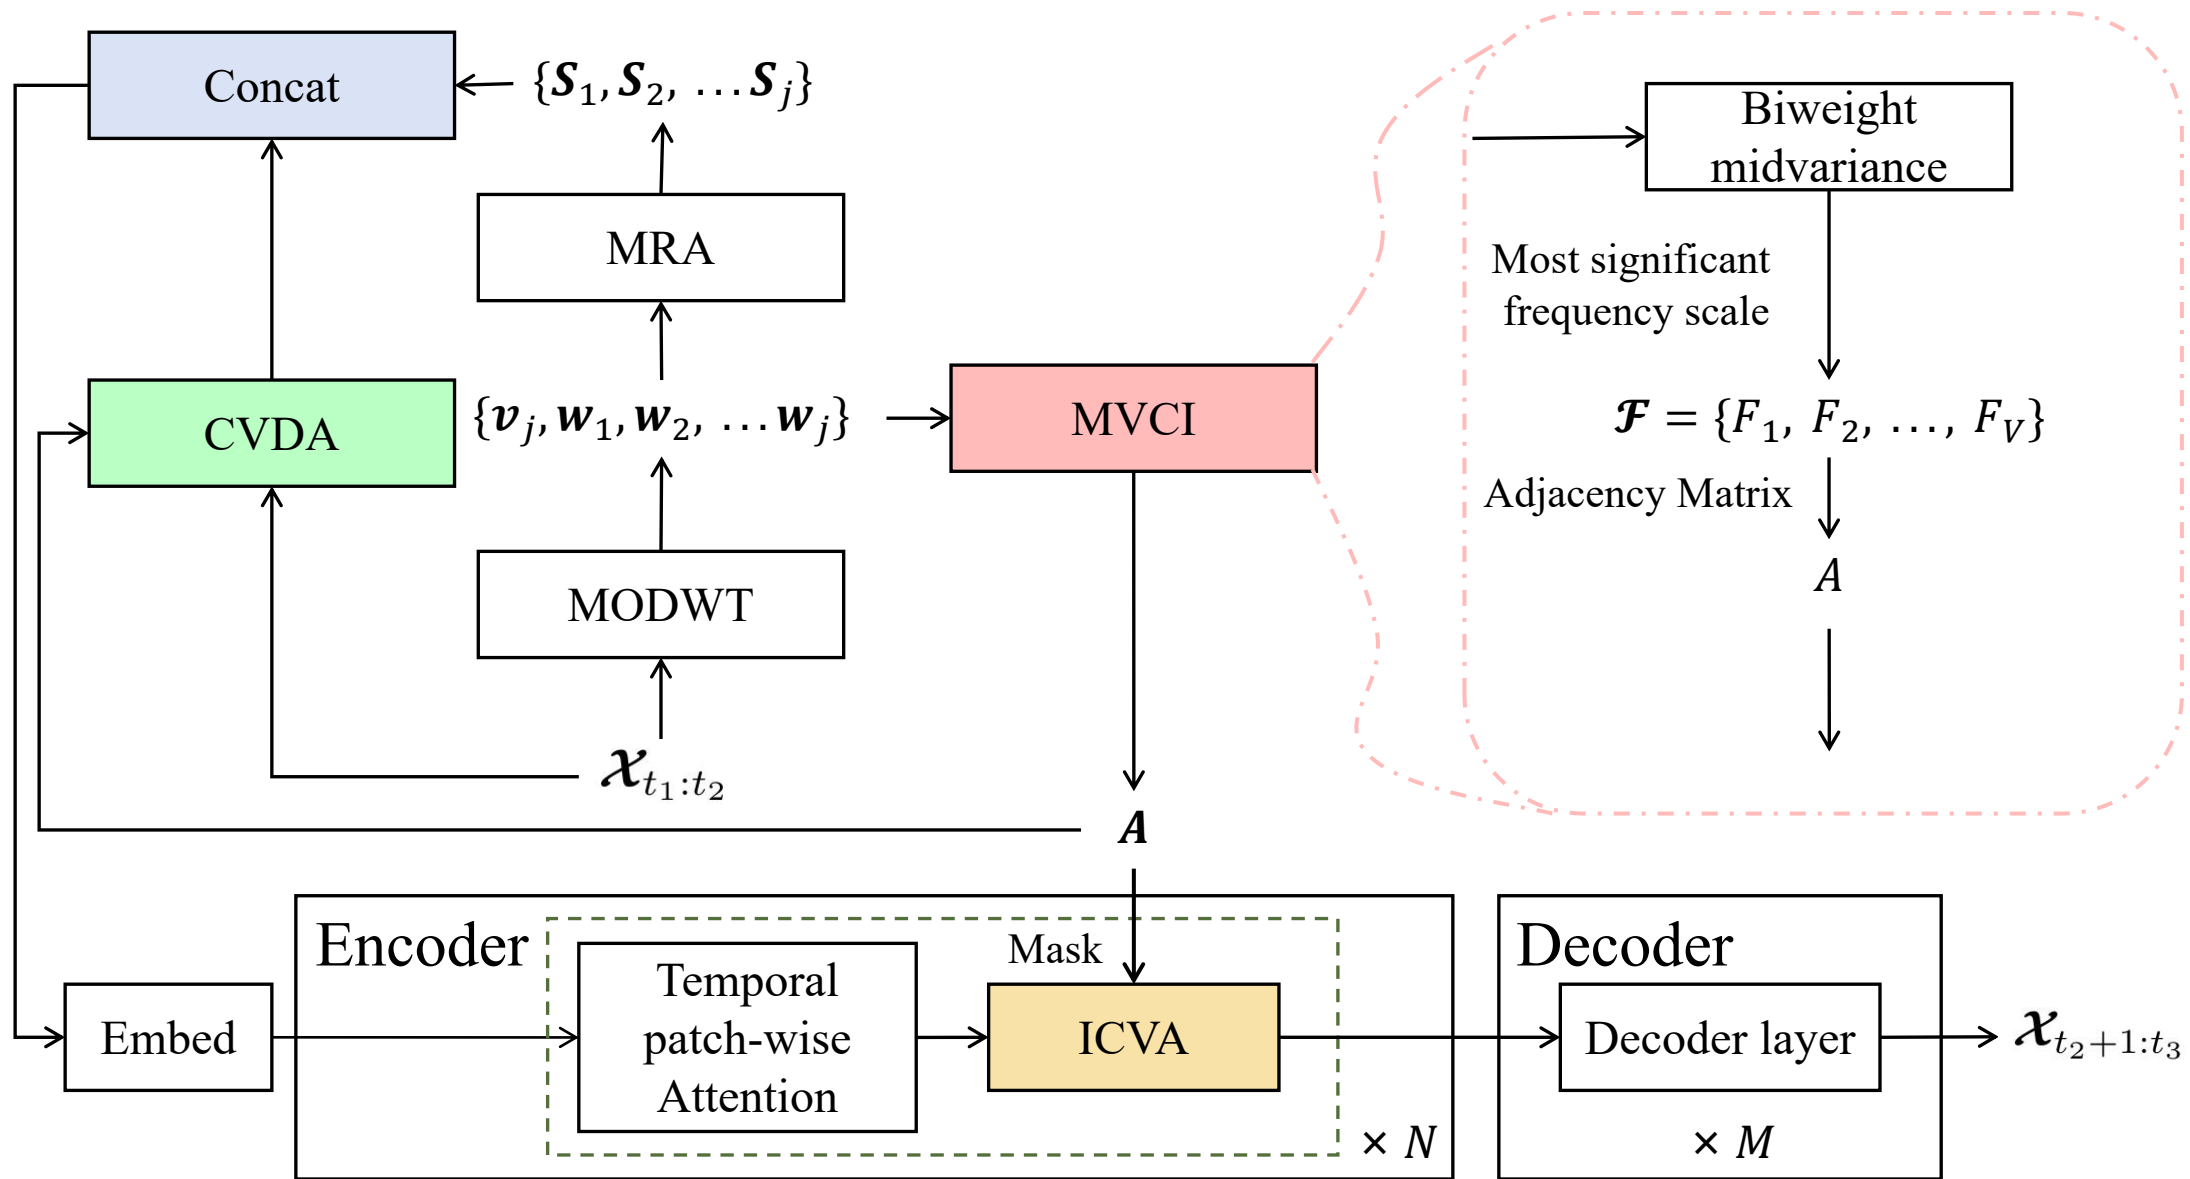 Concat
{S₁, S₂, …Sⱼ}
MRA
CVDA
{vⱼ, w₁, w₂, …wⱼ}
MVCI
MODWT
𝒳ₜ₁:ₜ₂
A
Biweight
midvariance
Most significant
frequency scale
ℱ = {F₁, F₂, …, F_V}
Adjacency Matrix
A
Encoder
Mask
Embed
Temporal
patch-wise
Attention
ICVA
× N
Decoder
Decoder layer
× M
𝒳ₜ₂₊₁:ₜ₃